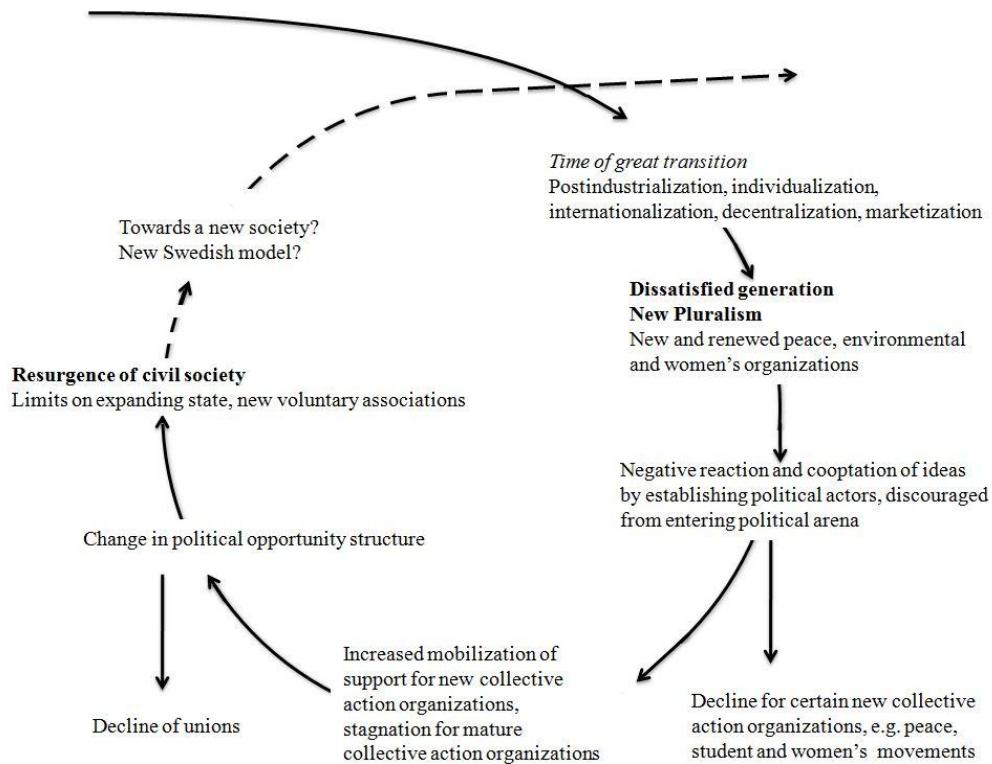 Time of great transition
Postindustrialization, individualization,
internationalization, decentralization, marketization
Dissatisfied generation
New Pluralism
New and renewed peace, environmental
and women's organizations
Negative reaction and cooptation of ideas
by establishing political actors, discouraged
from entering political arena
Decline for certain new collective
action organizations, e.g. peace,
student and women's movements
Increased mobilization of
support for new collective
action organizations,
stagnation for mature
collective action organizations
Change in political opportunity structure
Decline of unions
Resurgence of civil society
Limits on expanding state, new voluntary associations
Towards a new society?
New Swedish model?